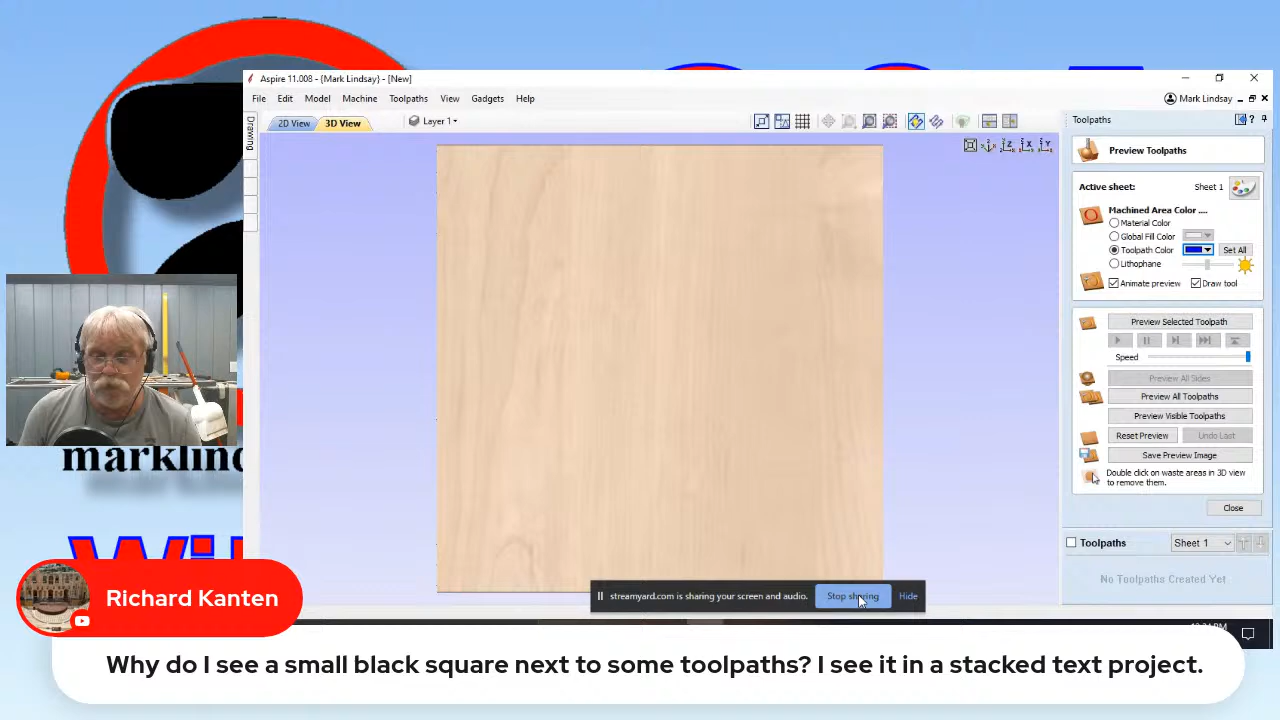 Aspire 11.008 - {Mark Lindsay} - [New]
File Edit Model Machine Toolpaths View Gadgets Help
Mark Lindsay
2D View 3D View Layer 1
Drawing
Toolpaths
Preview Toolpaths
Active sheet: Sheet 1
Machined Area Color ....
Material Color
Global Fill Color
Toolpath Color Set All
Lithophane
Animate preview Draw tool
Preview Selected Toolpath
Speed
Preview All Sides
Preview All Toolpaths
Preview Visible Toolpaths
Reset Preview Undo Last
Save Preview Image
Double click on waste areas in 3D view
to remove them.
Close
Toolpaths Sheet 1
No Toolpaths Created Yet
marklin
streamyard.com is sharing your screen and audio. Stop sharing Hide
Richard Kanten
Why do I see a small black square next to some toolpaths? I see it in a stacked text project.